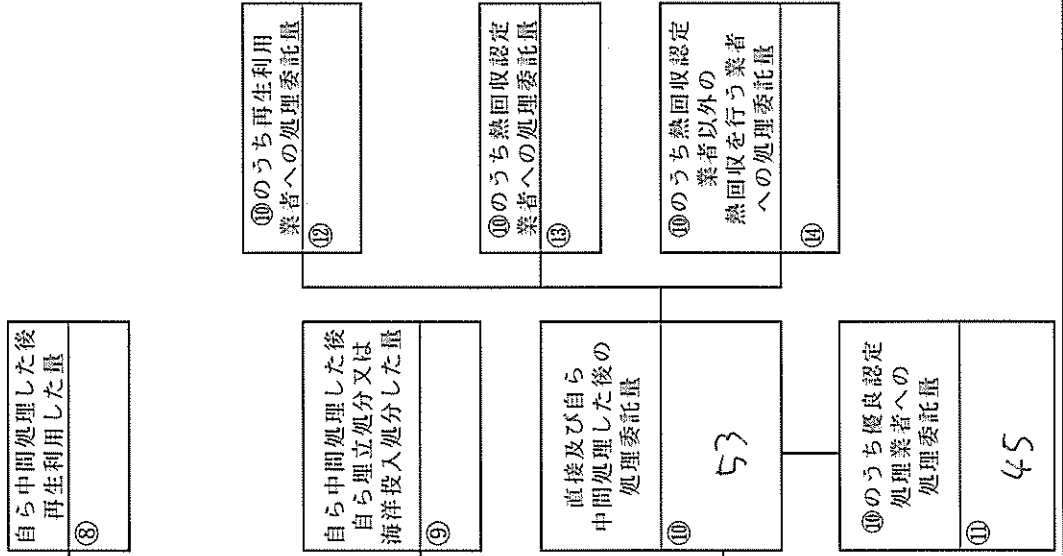 自ら中間処理した後
再生利用した量
⑧
自ら中間処理した後
自ら埋立処分又は
海洋投入処分した量
⑨
直接及び自ら
中間処理した後の
処理委託量
⑩
53
⑩のうち優良認定
処理業者への
処理委託量
⑪
45
⑩のうち再生利用
業者への処理委託量
⑫
⑩のうち熱回収認定
業者への処理委託量
⑬
⑩のうち熱回収認定
業者以外の
熱回収を行う業者
への処理委託量
⑭